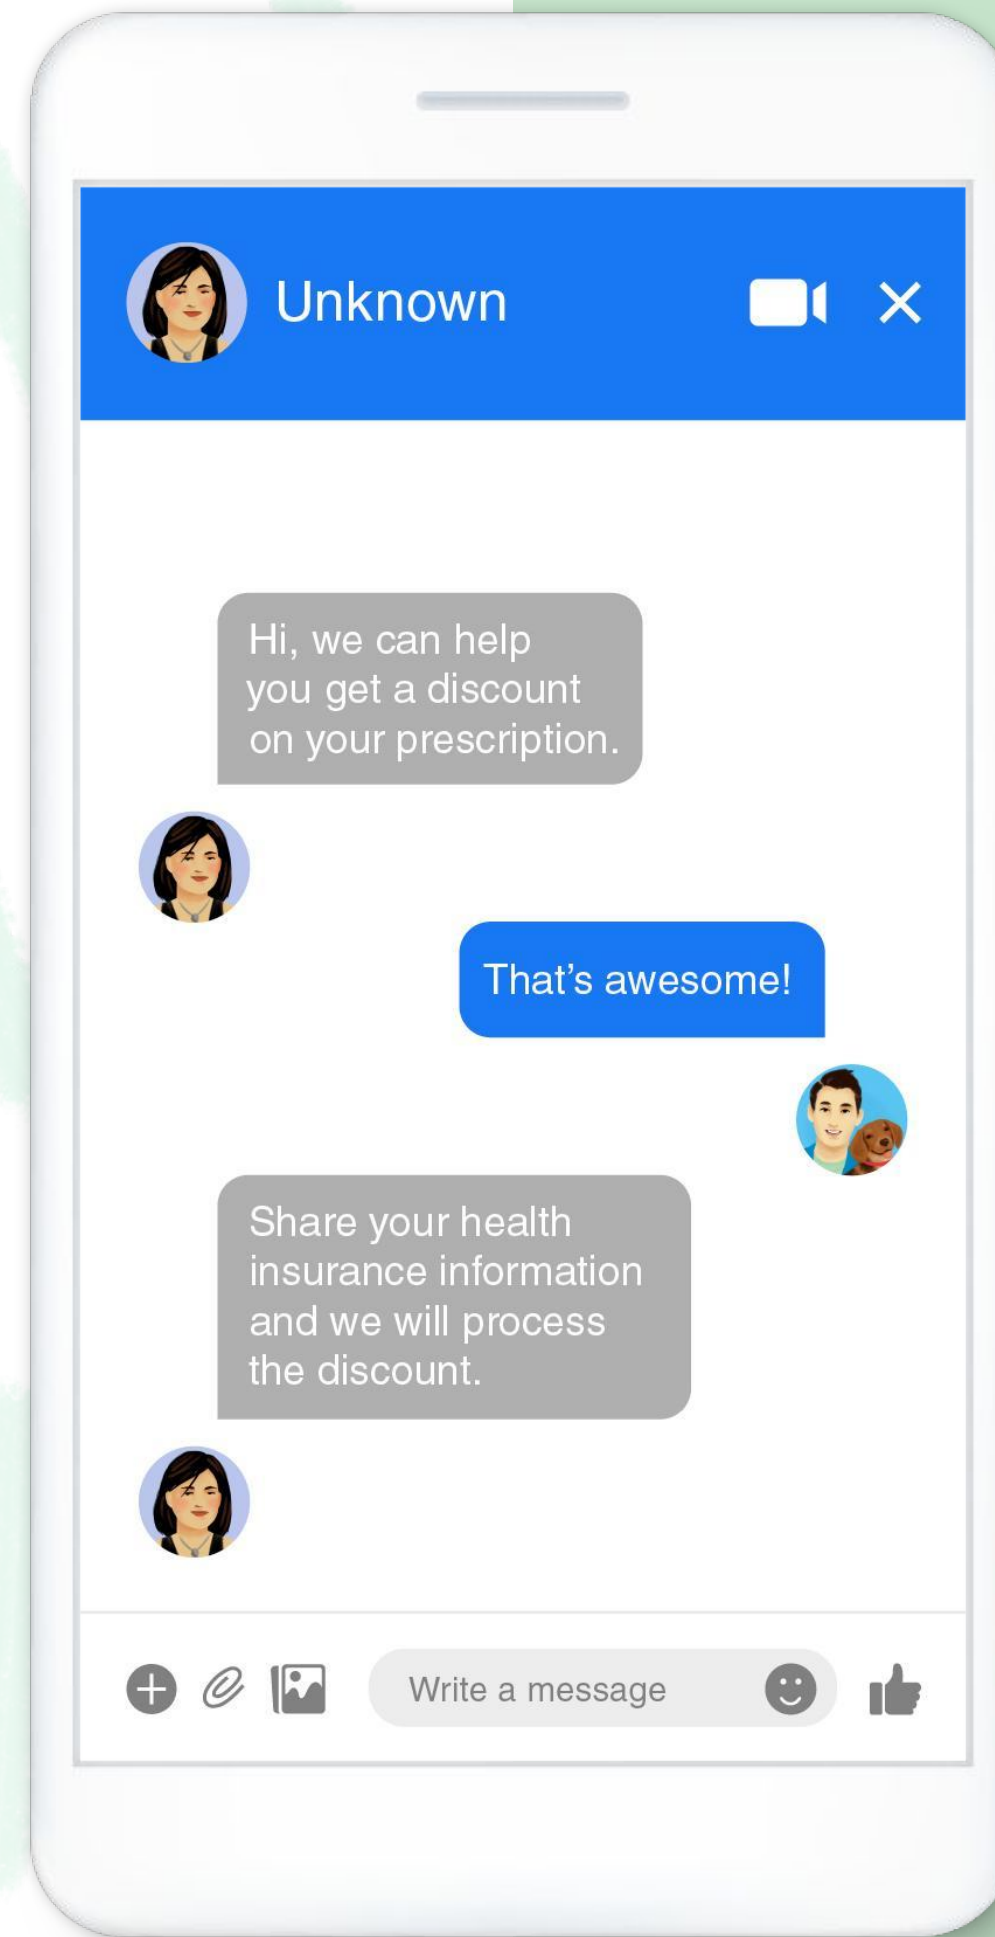 Unknown
Hi, we can help
you get a discount
on your prescription.
That’s awesome!
Share your health
insurance information
and we will process
the discount.
Write a message